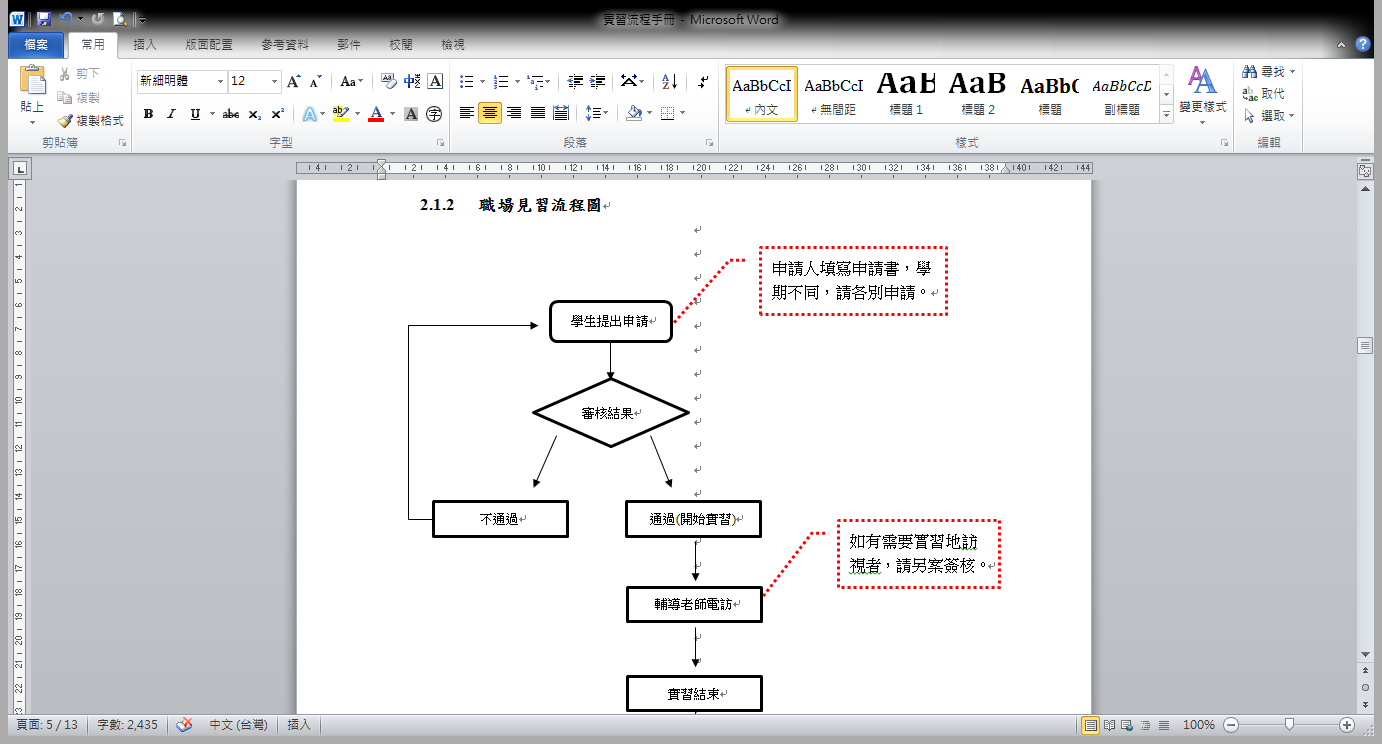 實習流程手冊 - Microsoft Word
檔案 常用 插入 版面配置 參考資料 郵件 校閱 檢視
貼上 剪下 複製 複製格式
剪貼簿
新細明體 12
字型
段落
AaBbCcI AaBbCcI AaB AaB AaBb( AaBbCcD
內文 無間距 標題 1 標題 2 標題 副標題
樣式
變更樣式
尋找 取代 選取
編輯
2.1.2 職場見習流程圖
申請人填寫申請書，學
期不同，請各別申請。
學生提出申請
審核結果
不通過 通過(開始實習)
如有需要實習地訪
視者，請另案簽核。
輔導老師電訪
實習結束
頁面: 5 / 13 字數: 2,435 中文 (台灣) 插入 100%